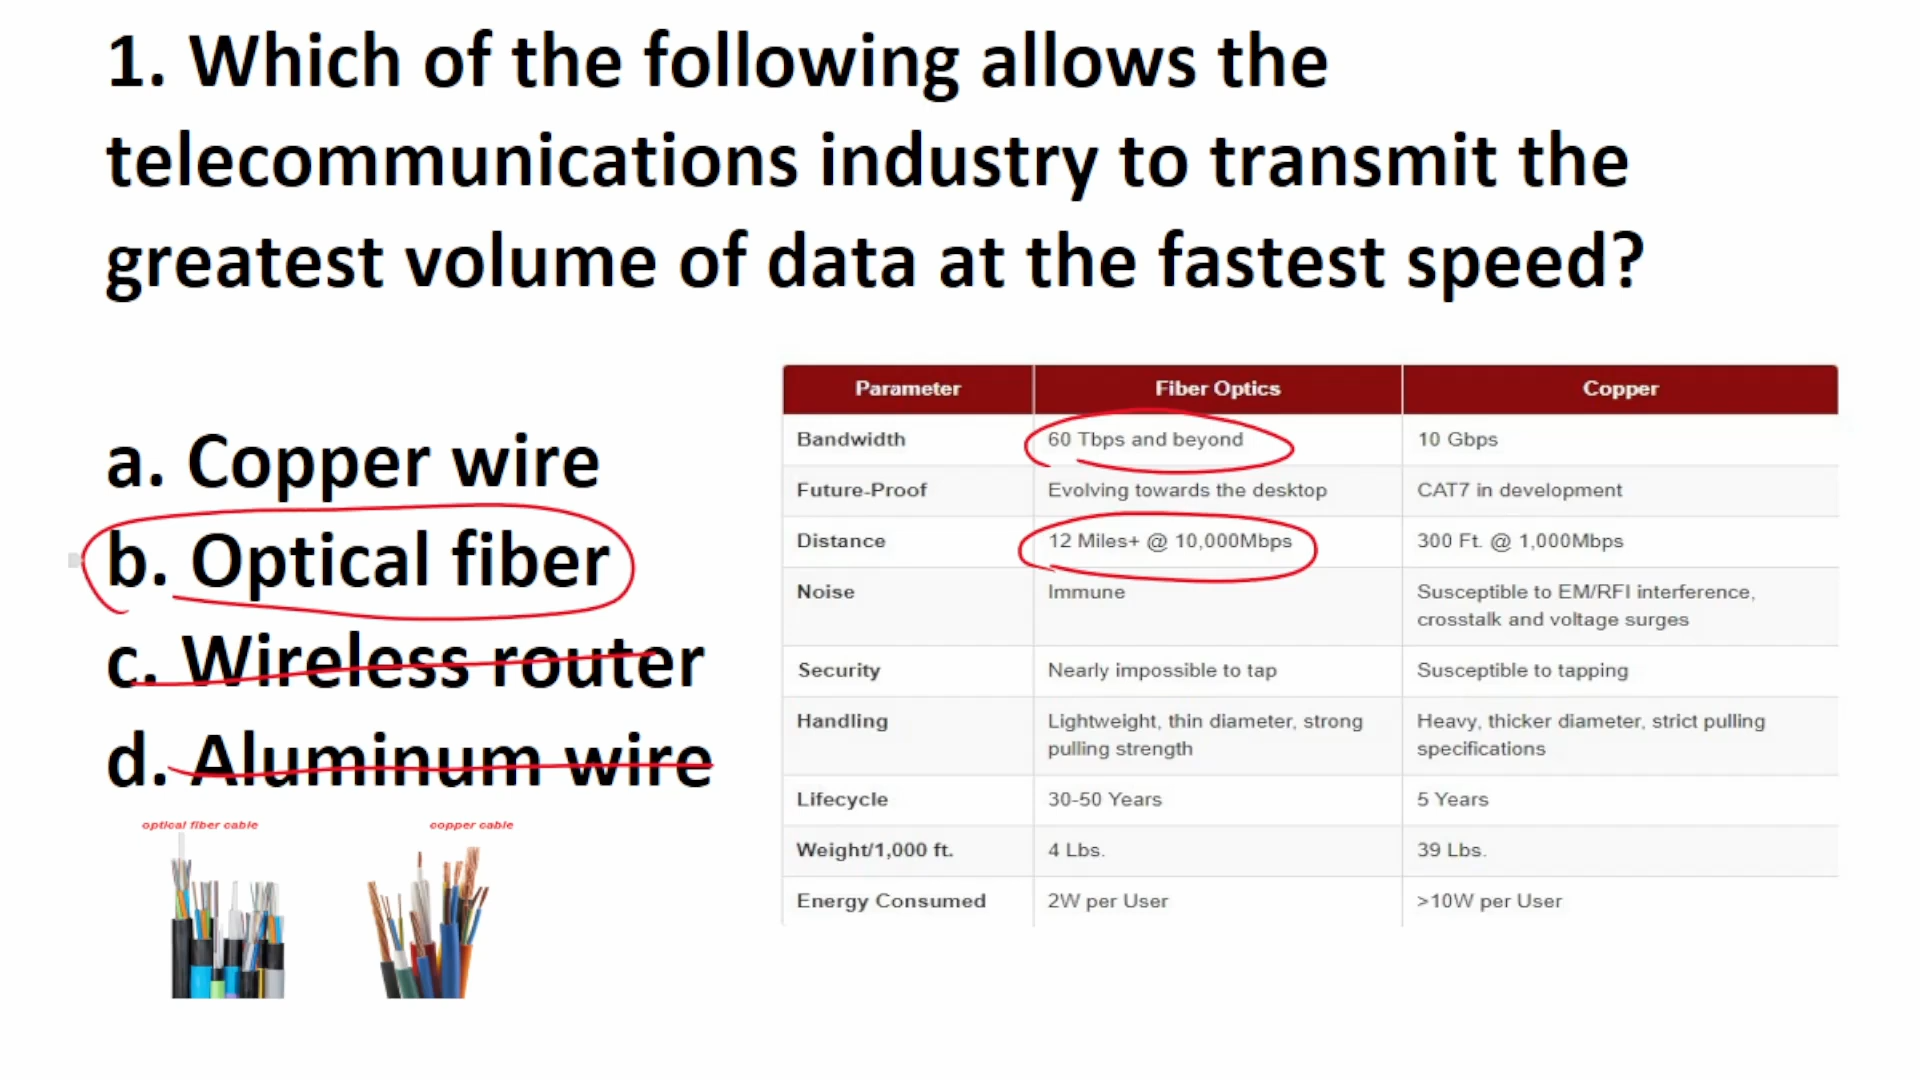 1. Which of the following allows the
telecommunications industry to transmit the
greatest volume of data at the fastest speed?
a. Copper wire
b. Optical fiber
c. Wireless router
d. Aluminum wire
optical fiber cable
copper cable
Parameter Fiber Optics Copper
Bandwidth 60 Tbps and beyond 10 Gbps
Future-Proof Evolving towards the desktop CAT7 in development
Distance 12 Miles+ @ 10,000Mbps 300 Ft. @ 1,000Mbps
Noise Immune Susceptible to EM/RFI interference,
crosstalk and voltage surges
Security Nearly impossible to tap Susceptible to tapping
Handling Lightweight, thin diameter, strong Heavy, thicker diameter, strict pulling
pulling strength specifications
Lifecycle 30-50 Years 5 Years
Weight/1,000 ft. 4 Lbs. 39 Lbs.
Energy Consumed 2W per User >10W per User